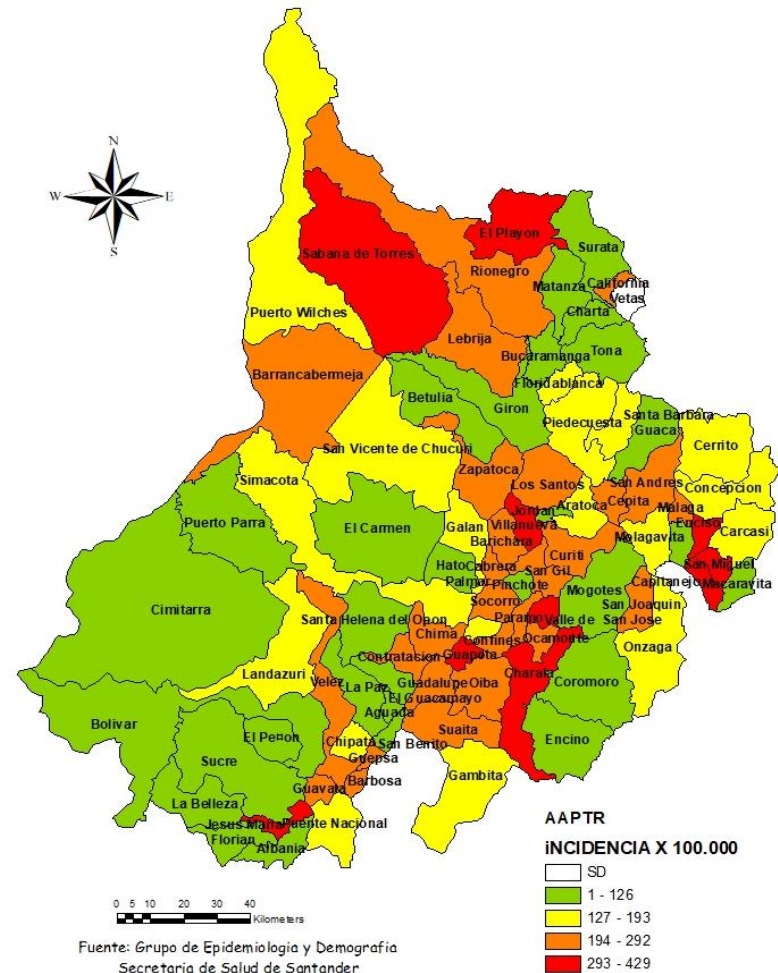 N
W E
S
Sabana de Torres
El Playon
Surata
Rionegro
Matanza
California
Vetas
Charta
Puerto Wilches
Lebrija
Bucaramanga
Tona
Barrancabermeja
Floridablanca
Betulia
Giron
Piedecuesta
Santa Barbara
Guaca
Cerrito
San Vicente de Chucuri
Zapatoca
Simacota
Los Santos
San Andres
Cepita
Concepcion
Jordan
Aratoca
Malaga
Puerto Parra
El Carmen
Galan
Villanueva
Barichara
Enciso
Molagavita
Carcasi
Curiti
Hato
Cabrera
San Gil
San Miguel
Palmar
Pinchote
Mogotes
Capitanejo
Macaravita
Cimitarra
Socorro
San Joaquin
Santa Helena del Opon
Paramo
Valle de San Jose
Chima
Confines
Ocamonte
Onzaga
Contratacion
Guapota
Landazuri
Velez
La Paz
Guadalupe
Oiba
Charala
Coromoro
El Guacamayo
Aguada
Bolivar
El Penon
Suaita
Encino
Chipata
San Benito
Sucre
Guepsa
Gambita
Barbosa
Guavata
La Belleza
Jesus Maria
Puente Nacional
Florian
Albania
AAPTR
iNCIDENCIA X 100.000
SD
1 - 126
127 - 193
194 - 292
293 - 429
0 5 10 20 30 40
Kilometers
Fuente: Grupo de Epidemiologia y Demografia
Secretaria de Salud de Santander